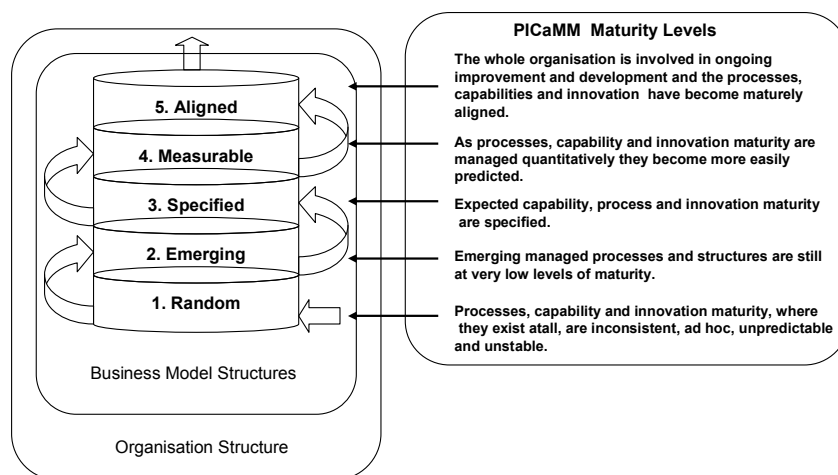 5. Aligned
4. Measurable
3. Specified
2. Emerging
1. Random
Business Model Structures
Organisation Structure
PICaMM Maturity Levels
The whole organisation is involved in ongoing
improvement and development and the processes,
capabilities and innovation have become maturely
aligned.
As processes, capability and innovation maturity are
managed quantitatively they become more easily
predicted.
Expected capability, process and innovation maturity
are specified.
Emerging managed processes and structures are still
at very low levels of maturity.
Processes, capability and innovation maturity, where
they exist atall, are inconsistent, ad hoc, unpredictable
and unstable.